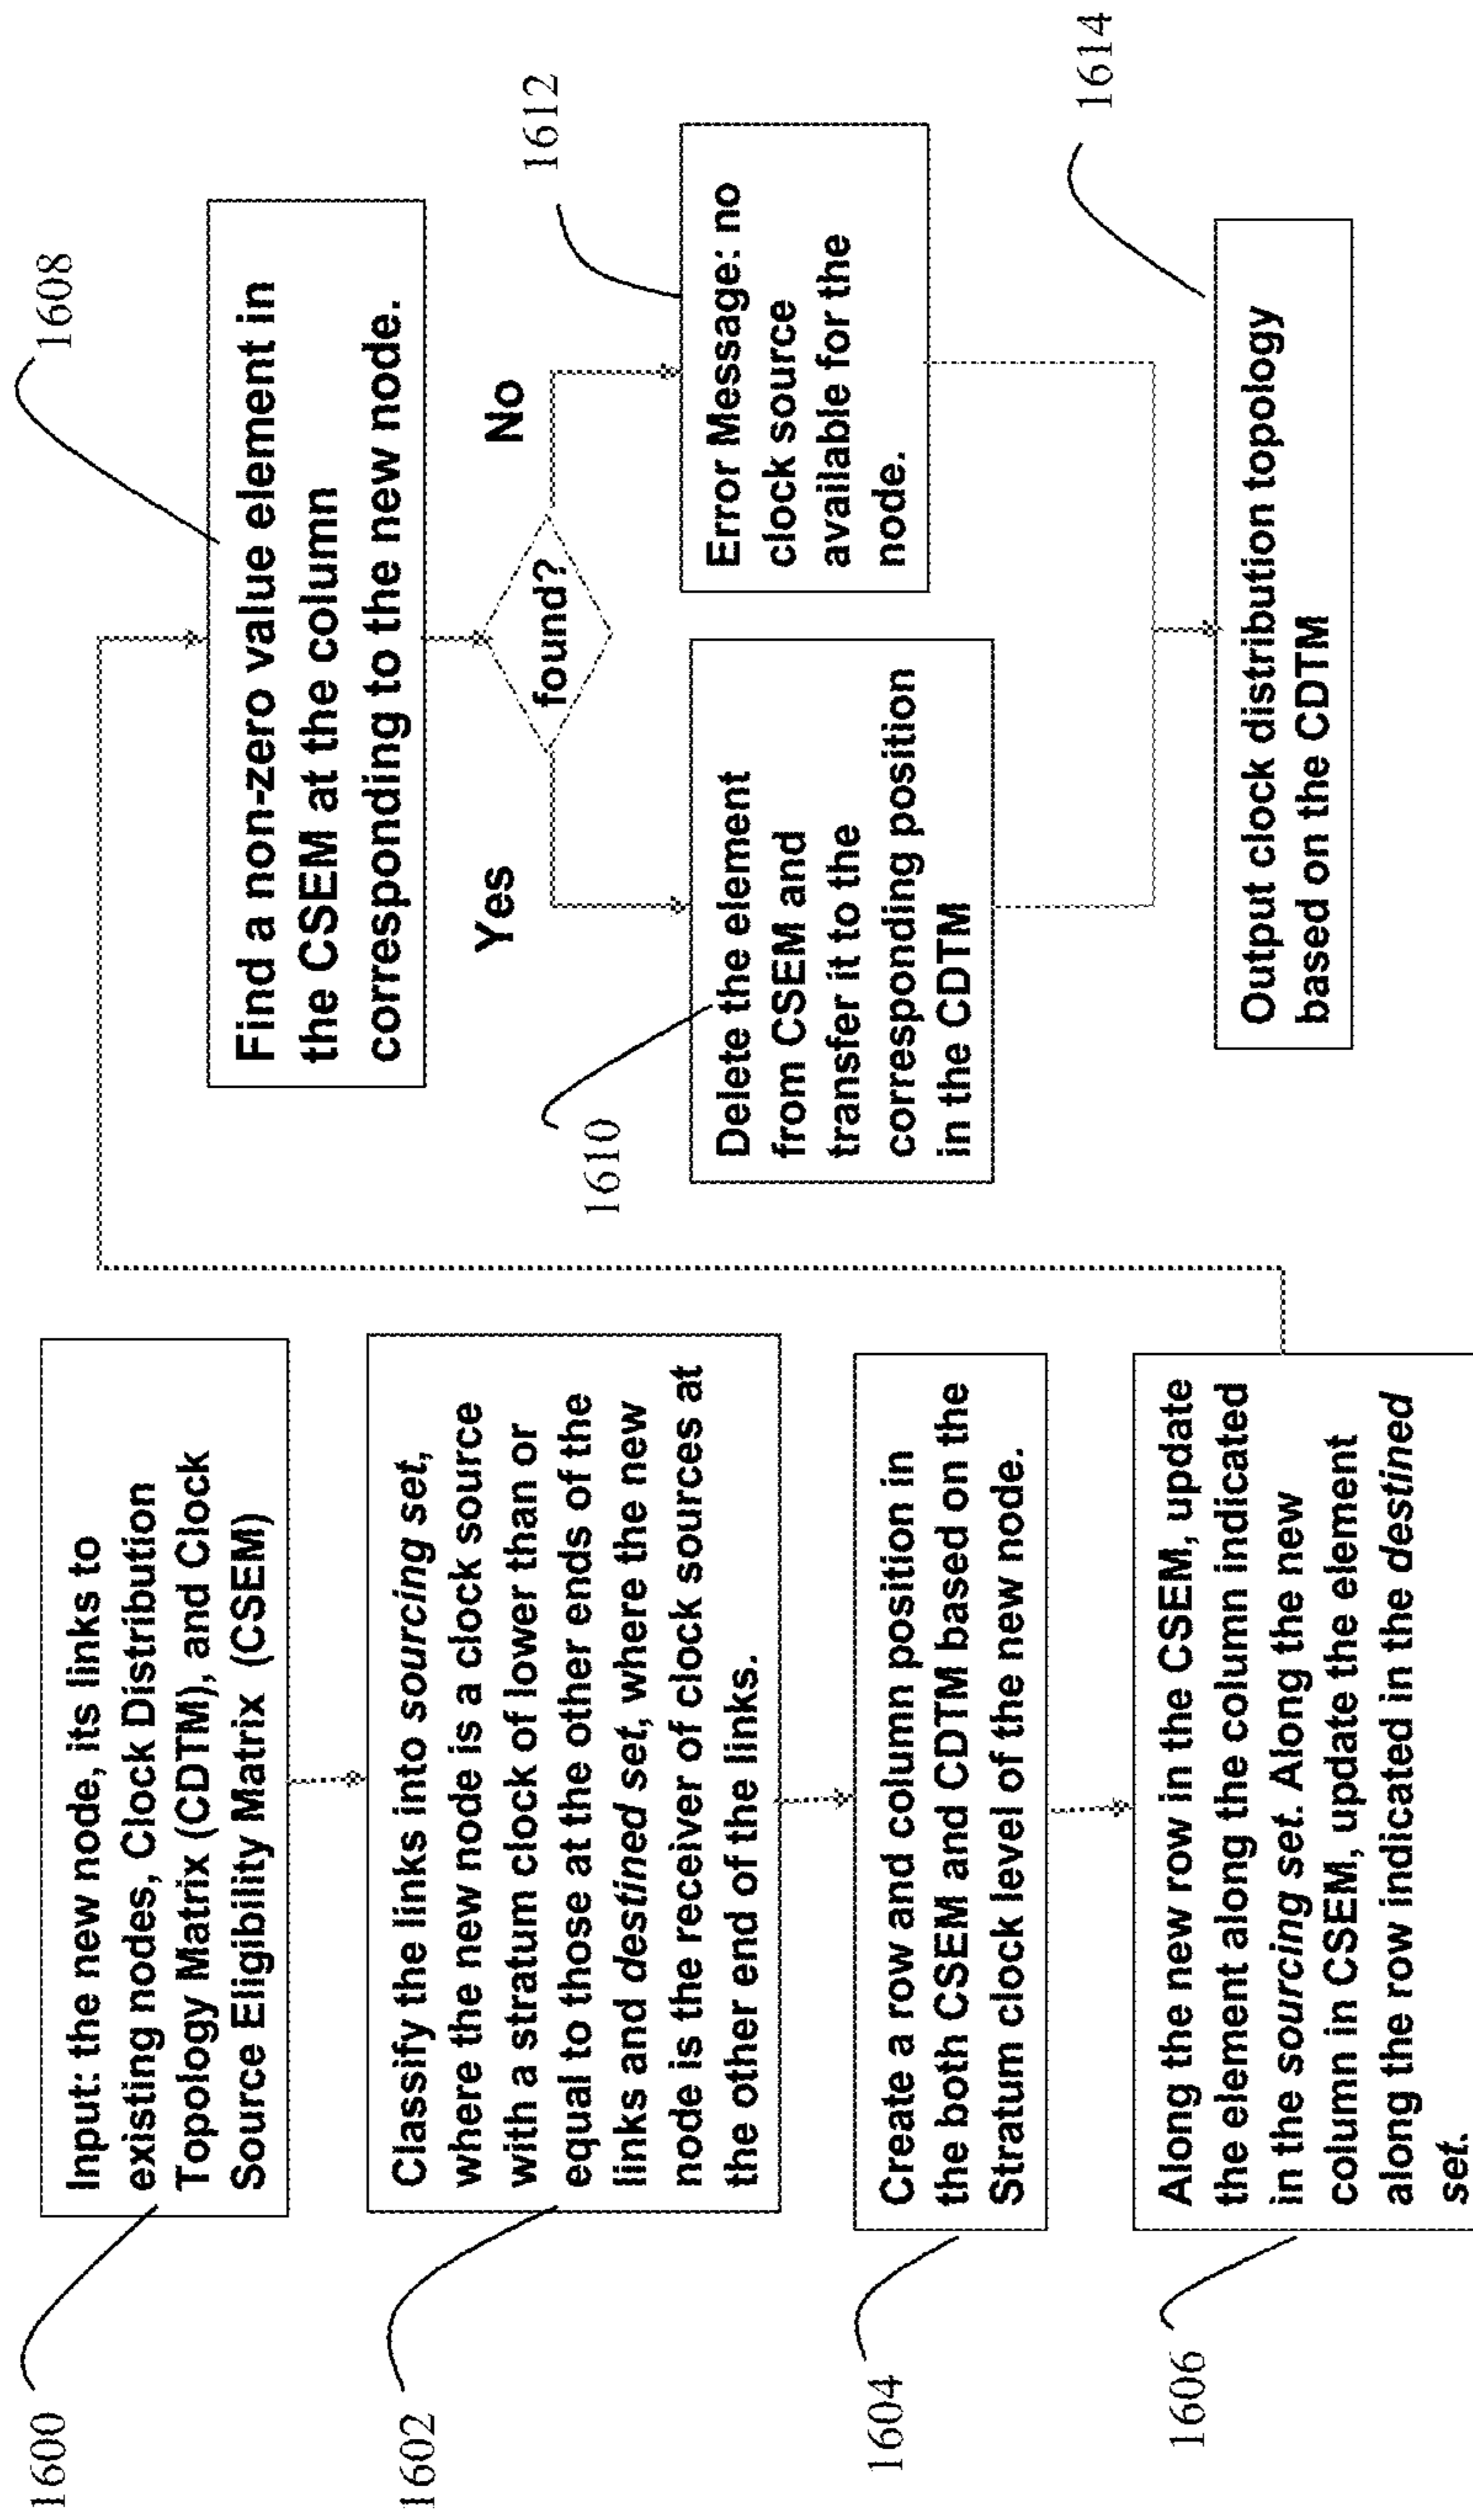 1600
Input: the new node, its links to
existing nodes, Clock Distribution
Topology Matrix (CDTM), and Clock
Source Eligibility Matrix (CSEM)
1602
Classify the links into sourcing set,
where the new node is a clock source
with a stratum clock of lower than or
equal to those at the other ends of the
links and destined set, where the new
node is the receiver of clock sources at
the other end of the links.
1604
Create a row and column position in
the both CSEM and CDTM based on the
Stratum clock level of the new node.
1606
Along the new row in the CSEM, update
the element along the column indicated
in the sourcing set. Along the new
column in CSEM, update the element
along the row indicated in the destined
set.
1608
Find a non-zero value element in
the CSEM at the column
corresponding to the new node.
found?
Yes
No
1610
Delete the element
from CSEM and
transfer it to the
corresponding position
in the CDTM
1612
Error Message: no
clock source
available for the
node.
1614
Output clock distribution topology
based on the CDTM